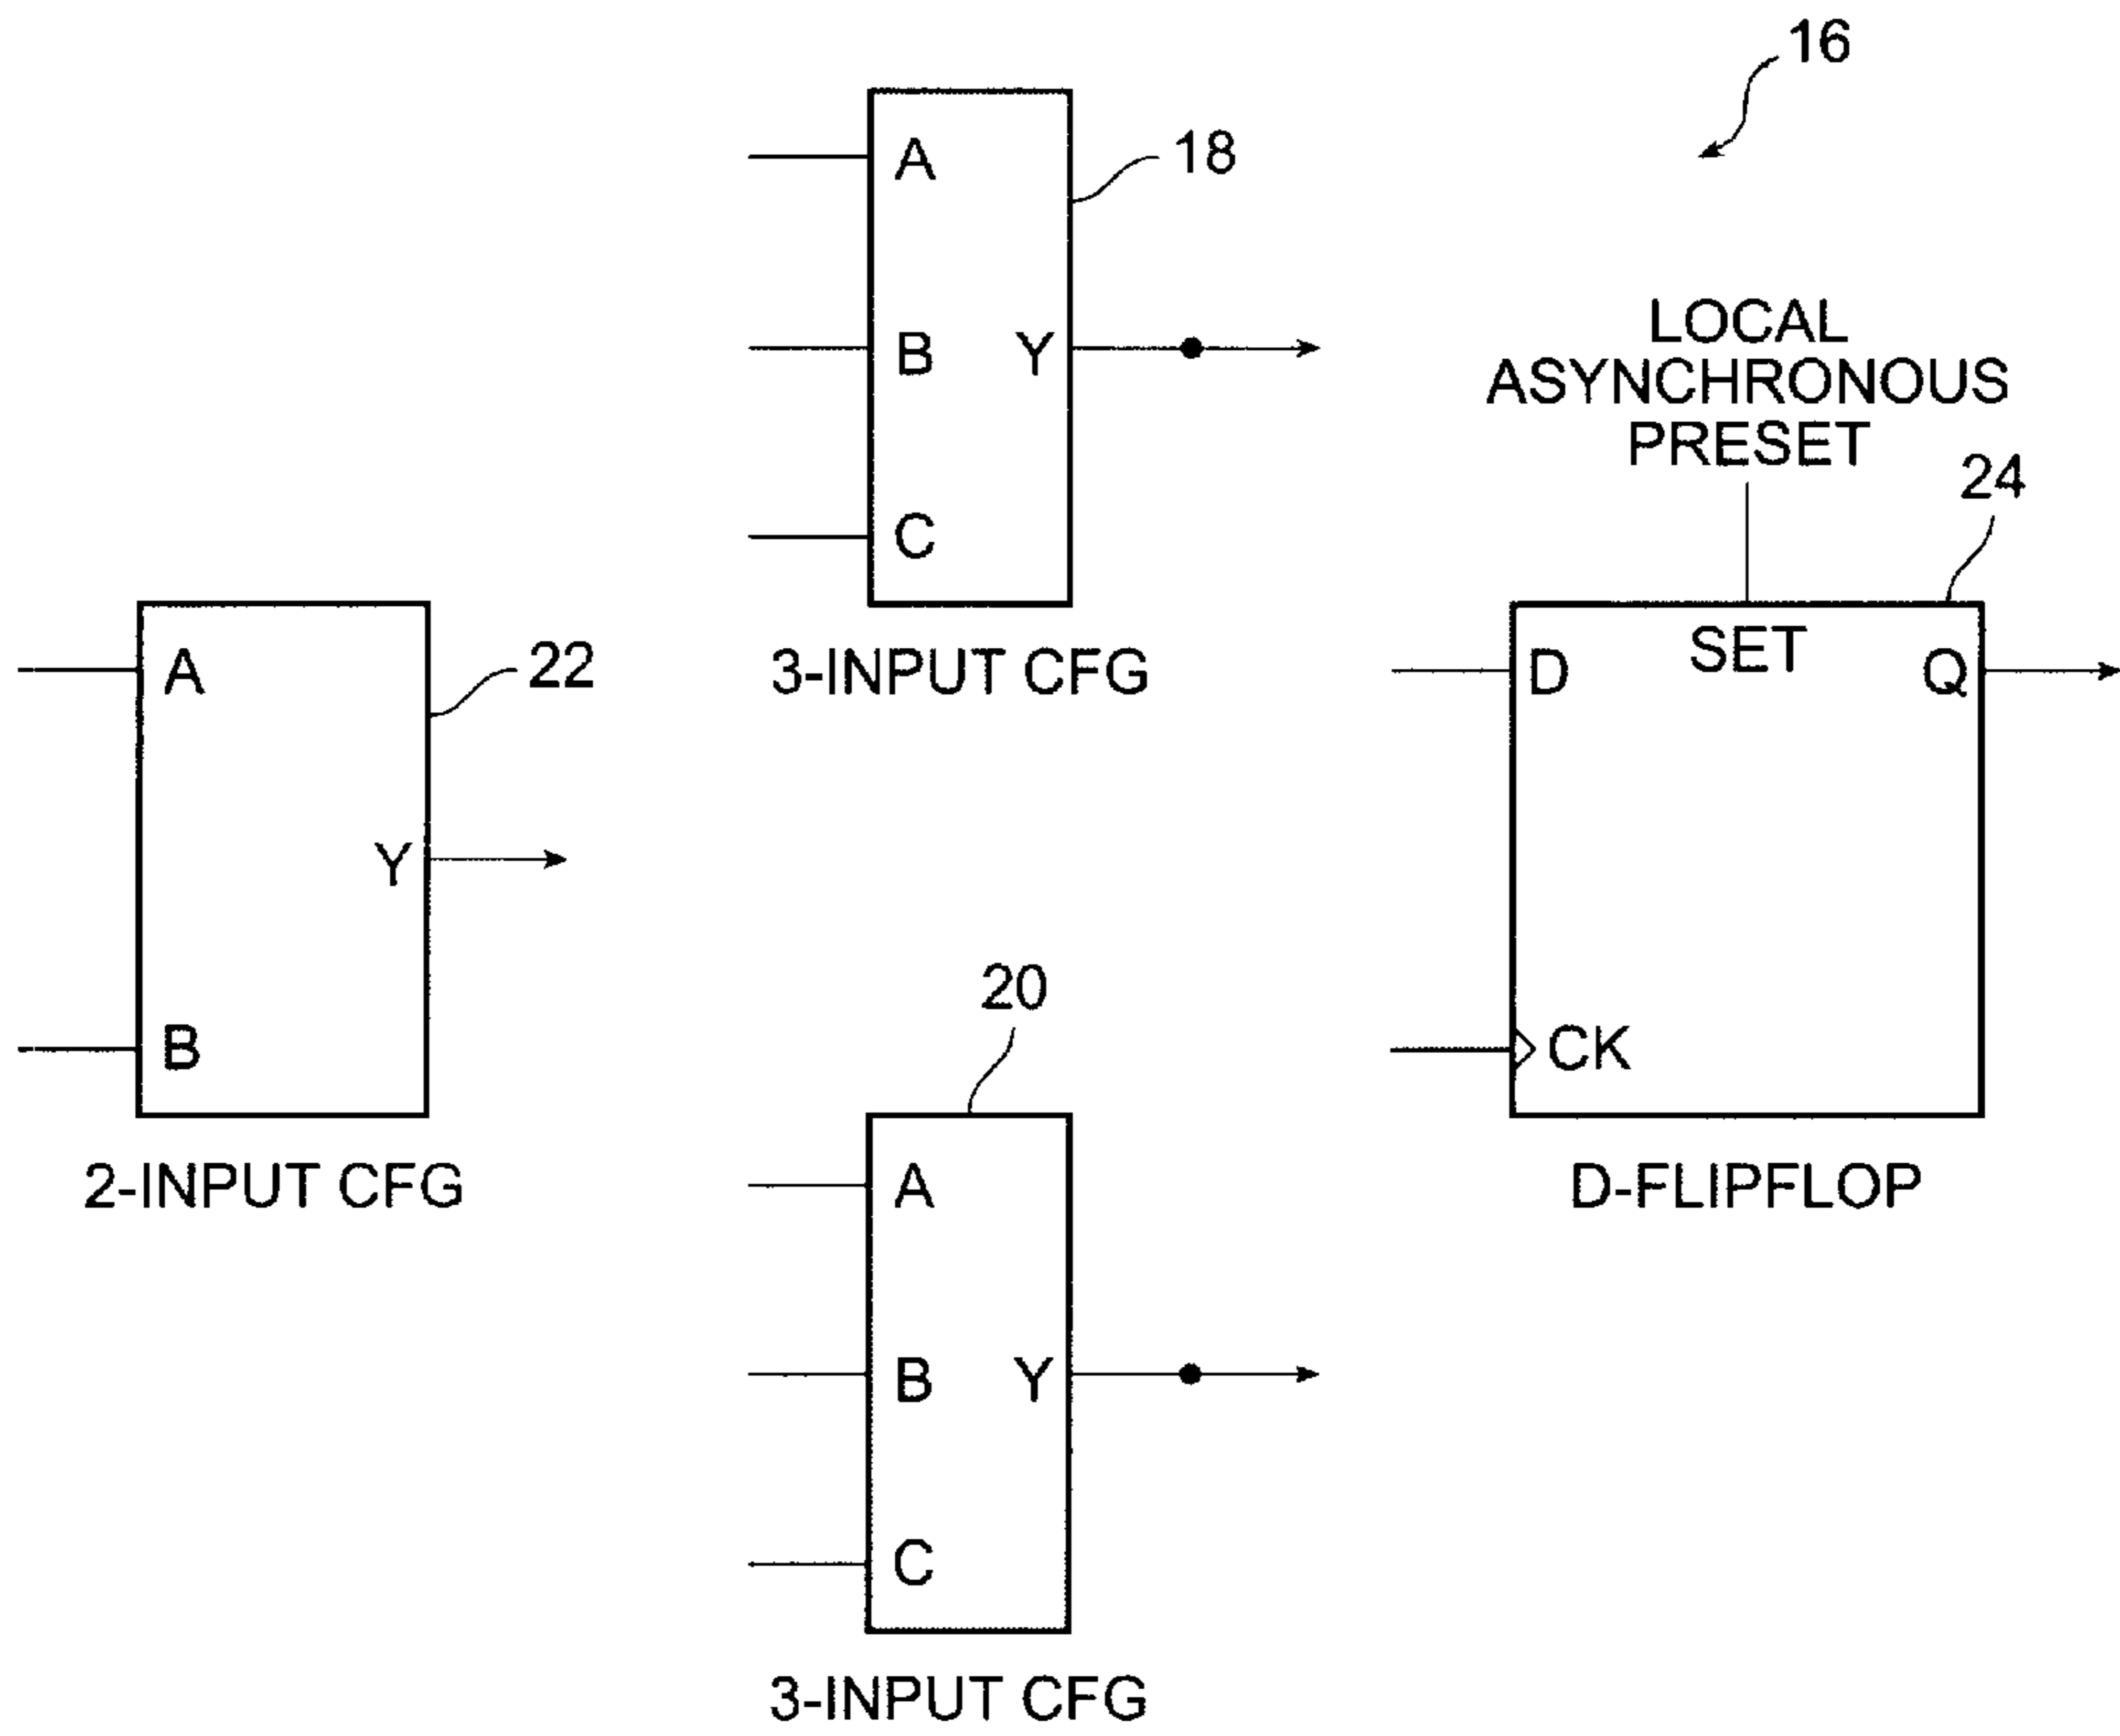 16
A
18
B
Y
C
3-INPUT CFG
LOCAL
ASYNCHRONOUS
PRESET
24
A
22
Y
B
2-INPUT CFG
SET
D
Q
CK
D-FLIPFLOP
20
A
B
Y
C
3-INPUT CFG